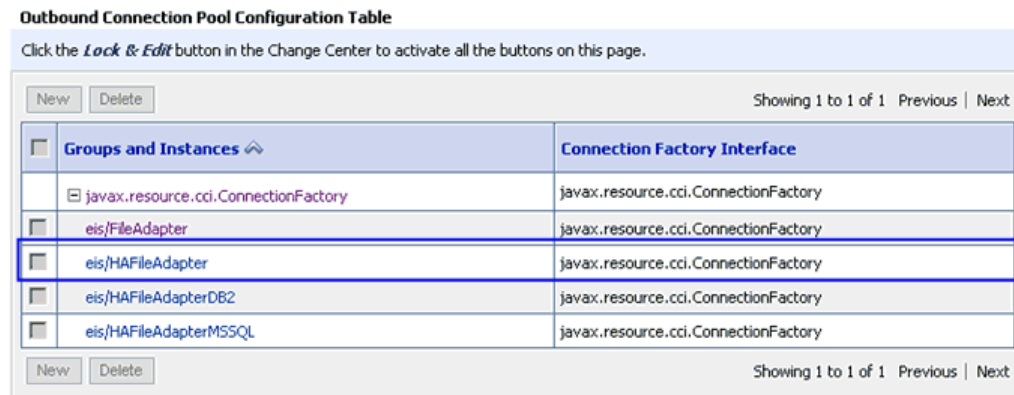 Outbound Connection Pool Configuration Table
Click the Lock & Edit button in the Change Center to activate all the buttons on this page.
New Delete Showing 1 to 1 of 1 Previous | Next
Groups and Instances Connection Factory Interface
javax.resource.cci.ConnectionFactory javax.resource.cci.ConnectionFactory
eis/FileAdapter javax.resource.cci.ConnectionFactory
eis/HAFileAdapter javax.resource.cci.ConnectionFactory
eis/HAFileAdapterDB2 javax.resource.cci.ConnectionFactory
eis/HAFileAdapterMSSQL javax.resource.cci.ConnectionFactory
New Delete Showing 1 to 1 of 1 Previous | Next